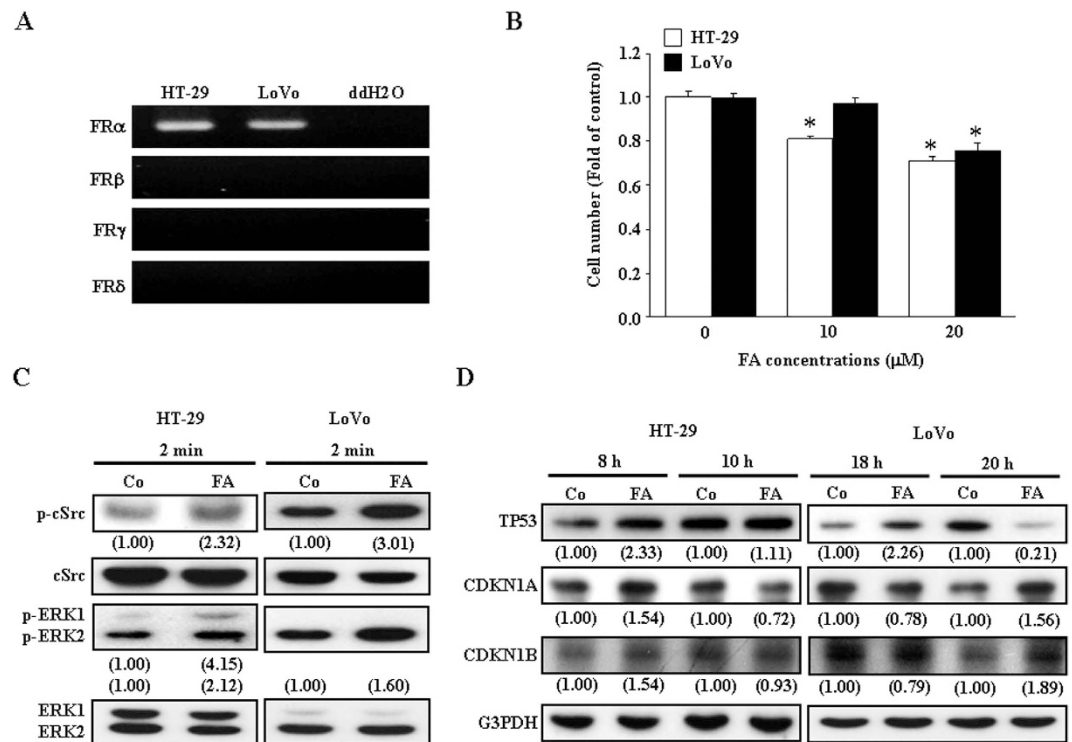 A
HT-29 LoVo ddH2O
FRα
FRβ
FRγ
FRδ
B
HT-29
LoVo
Cell number (Fold of control)
1.2
1.0
0.8
0.6
0.4
0.2
0.0
* * *
0 10 20
FA concentrations (µM)
C
HT-29 LoVo
2 min 2 min
Co FA Co FA
p-cSrc
(1.00) (2.32) (1.00) (3.01)
cSrc
p-ERK1
p-ERK2
(1.00) (4.15)
(1.00) (2.12) (1.00) (1.60)
ERK1
ERK2
D
HT-29 LoVo
8 h 10 h 18 h 20 h
Co FA Co FA Co FA Co FA
TP53
(1.00) (2.33) (1.00) (1.11) (1.00) (2.26) (1.00) (0.21)
CDKN1A
(1.00) (1.54) (1.00) (0.72) (1.00) (0.78) (1.00) (1.56)
CDKN1B
(1.00) (1.54) (1.00) (0.93) (1.00) (0.79) (1.00) (1.89)
G3PDH